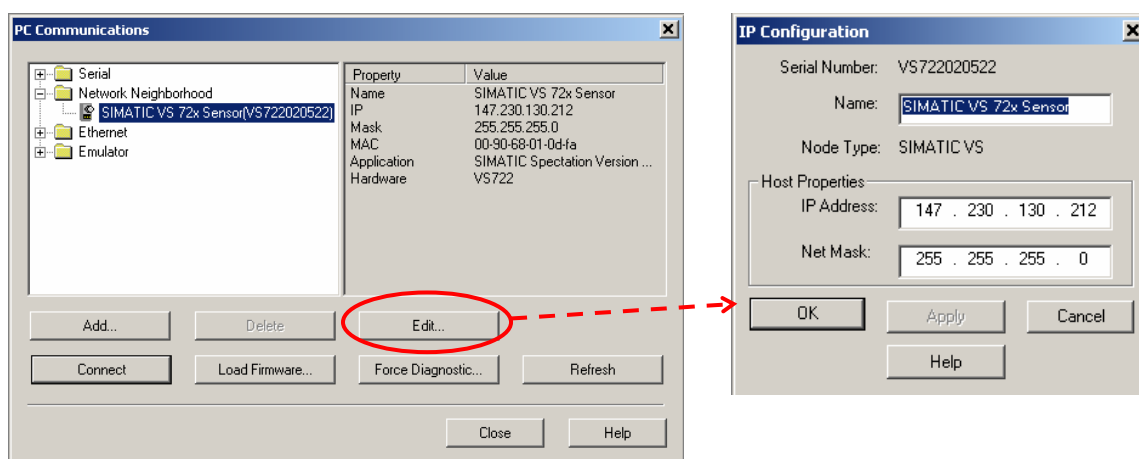 PC Communications
Serial
Network Neighborhood
SIMATIC VS 72x Sensor(VS722020522)
Ethernet
Emulator
Property Value
Name SIMATIC VS 72x Sensor
IP 147.230.130.212
Mask 255.255.255.0
MAC 00-90-68-01-0d-fa
Application SIMATIC Spectation Version ...
Hardware VS722
Add... Delete Edit...
Connect Load Firmware... Force Diagnostic... Refresh
Close Help
IP Configuration
Serial Number: VS722020522
Name: SIMATIC VS 72x Sensor
Node Type: SIMATIC VS
Host Properties
IP Address: 147 . 230 . 130 . 212
Net Mask: 255 . 255 . 255 . 0
OK Apply Cancel
Help